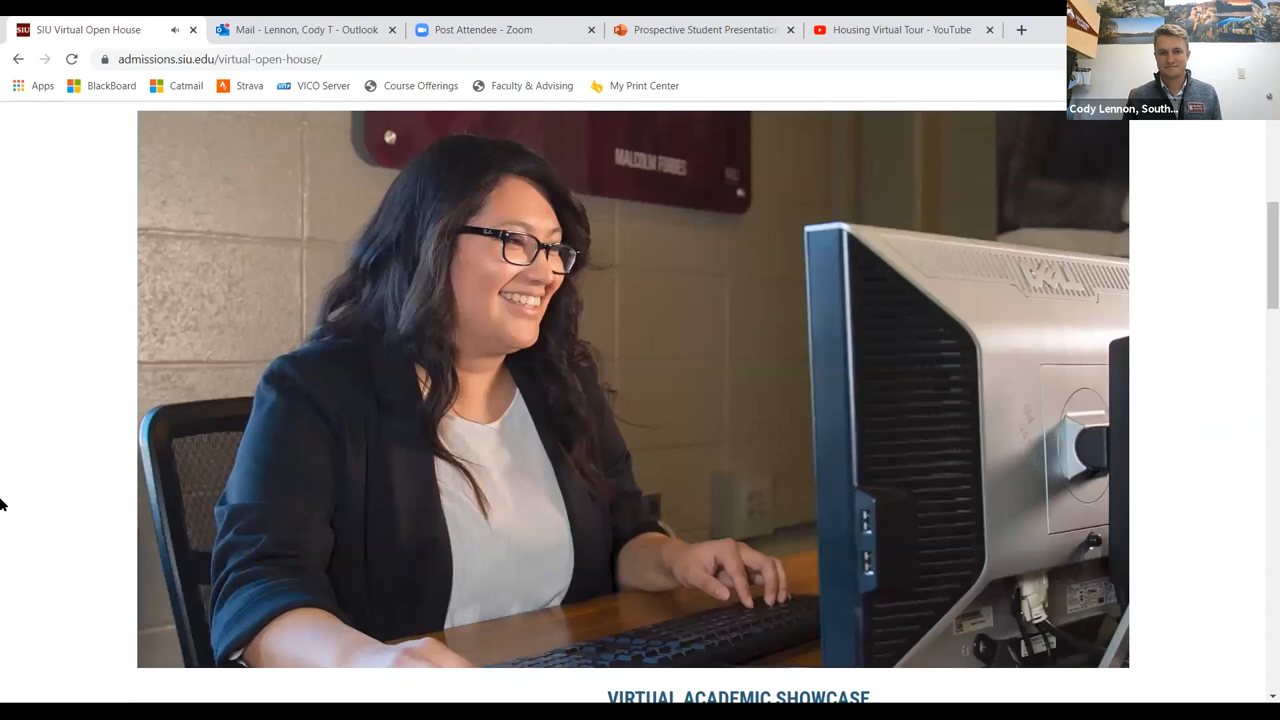 SIU SIU Virtual Open House
Mail - Lennon, Cody T - Outlook
Post Attendee - Zoom
Prospective Student Presentation
Housing Virtual Tour - YouTube
admissions.siu.edu/virtual-open-house/
Apps
BlackBoard
Catmail
Strava
VICO Server
Course Offerings
Faculty & Advising
My Print Center
Cody Lennon, South...
MALCOLM FORBES
VIRTUAL ACADEMIC SHOWCASE